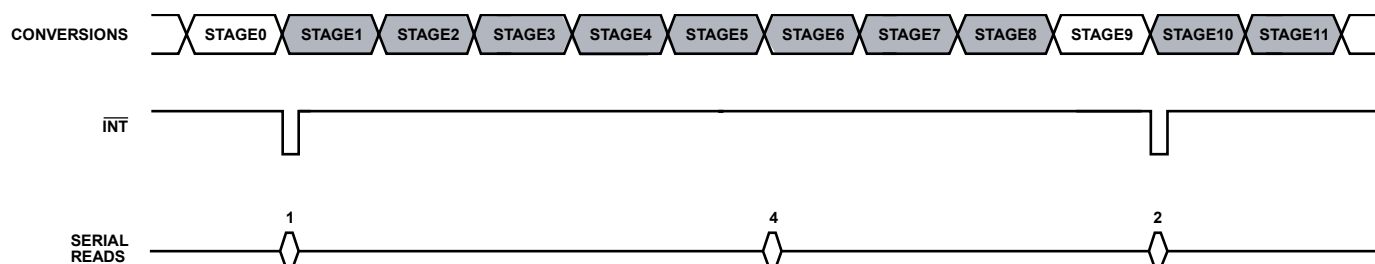 CONVERSIONS STAGE0 STAGE1 STAGE2 STAGE3 STAGE4 STAGE5 STAGE6 STAGE7 STAGE8 STAGE9 STAGE10 STAGE11
INT
1 4 2
SERIAL
READS